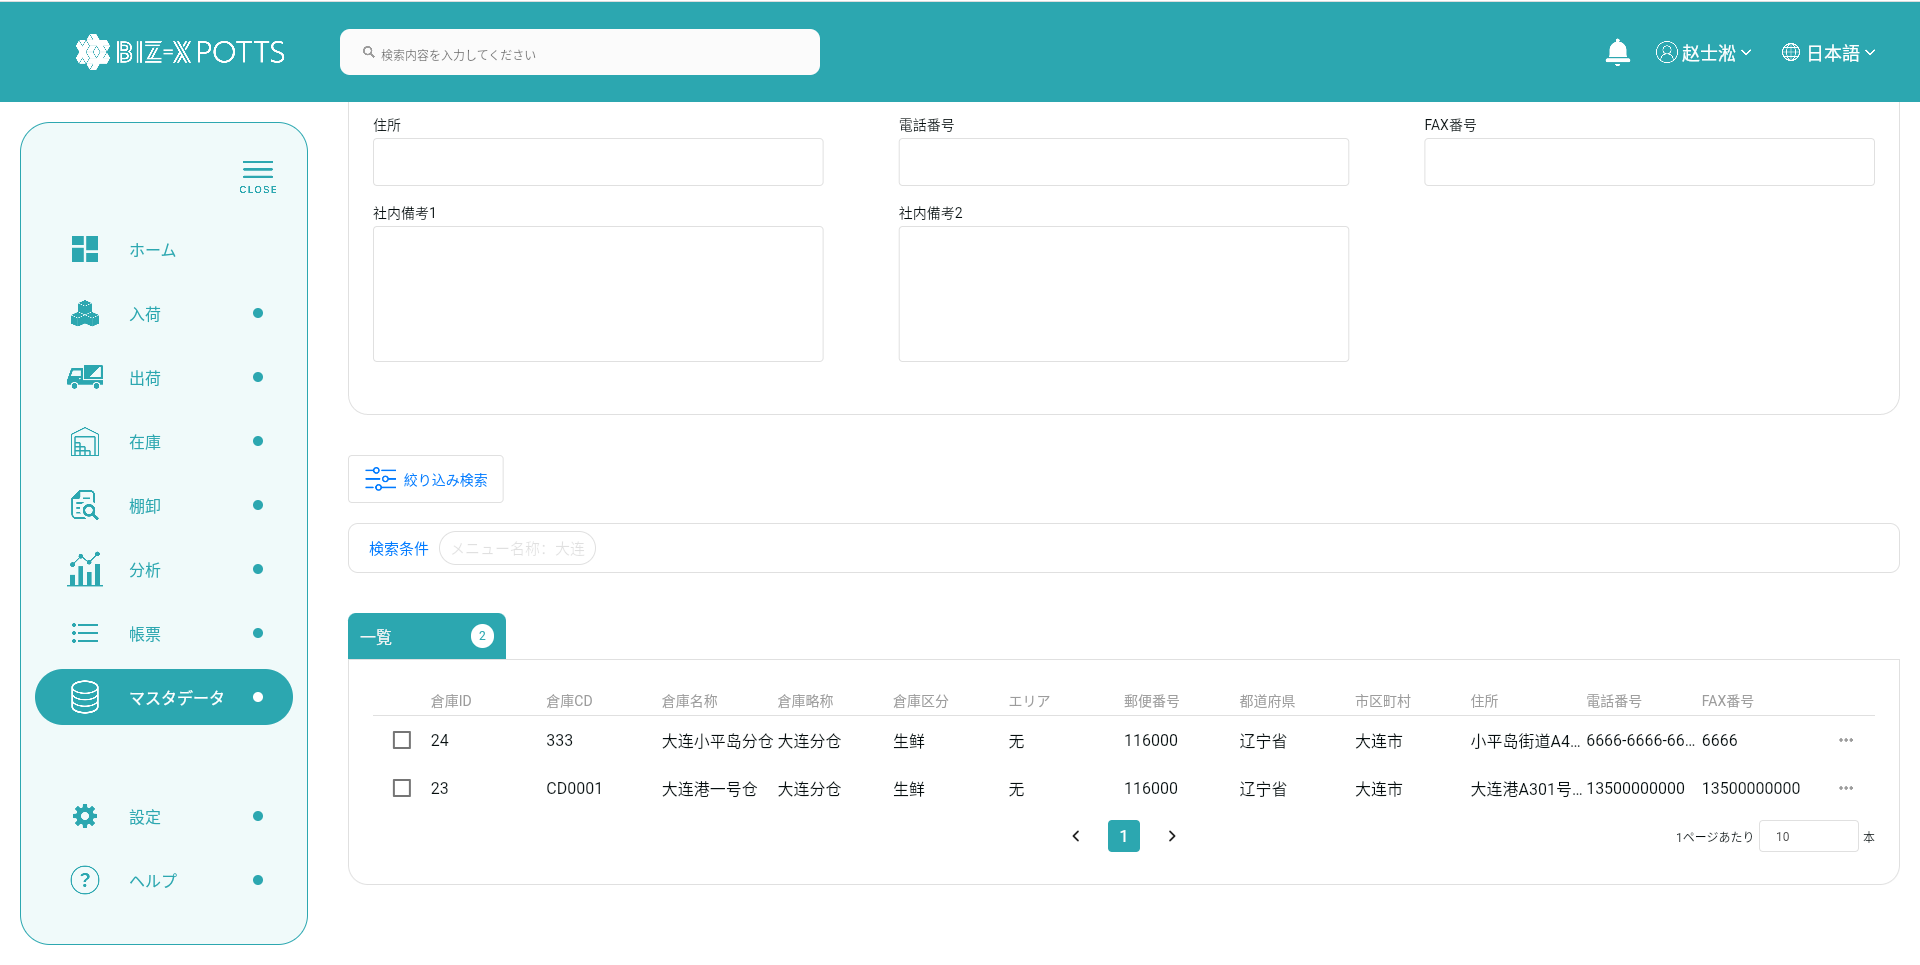 BIZ-X POTTS
検索内容を入力してください
赵士淞
日本語
CLOSE
ホーム
入荷
出荷
在庫
棚卸
分析
帳票
マスタデータ
設定
ヘルプ
住所
電話番号
FAX番号
社内備考1
社内備考2
絞り込み検索
検索条件 メニュー名称：大连
一覧 2
倉庫ID 倉庫CD 倉庫名称 倉庫略称 倉庫区分 エリア 郵便番号 都道府県 市区町村 住所 電話番号 FAX番号
24 333 大连小平岛分仓 大连分仓 生鲜 无 116000 辽宁省 大连市 小平岛街道A4... 6666-6666-66... 6666 ...
23 CD0001 大连港一号仓 大连分仓 生鲜 无 116000 辽宁省 大连市 大连港A301号... 13500000000 13500000000 ...
1
1ページあたり 10 本